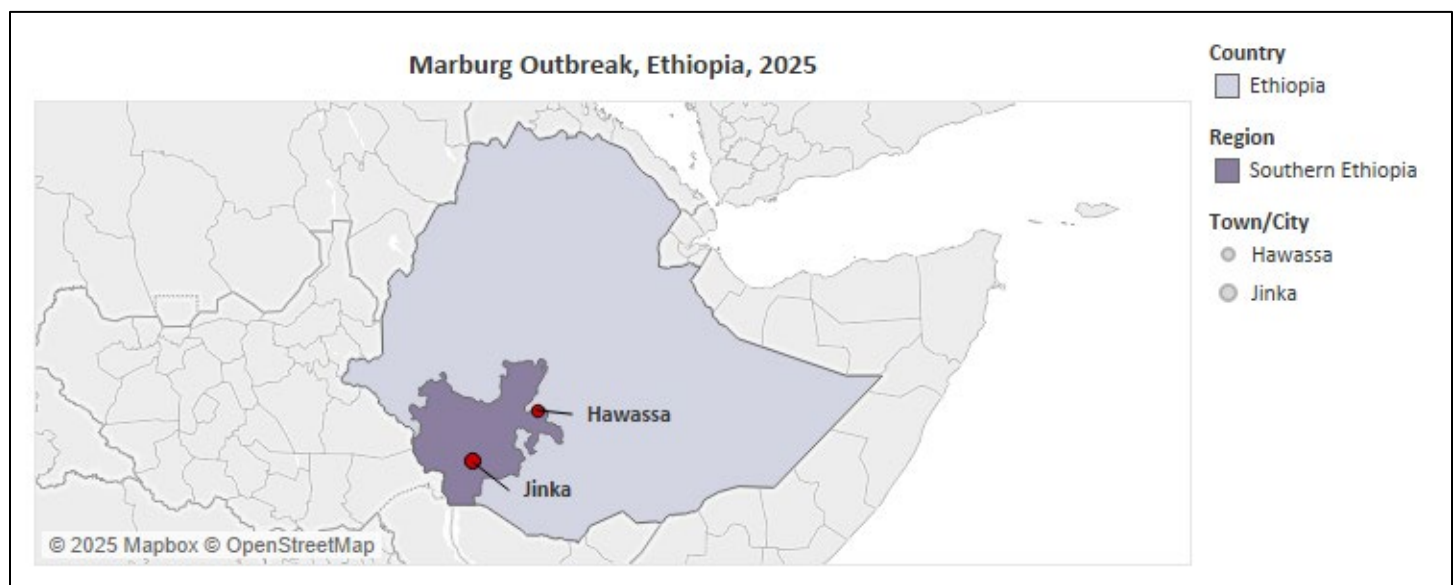 Marburg Outbreak, Ethiopia, 2025
Country
Ethiopia
Region
Southern Ethiopia
Town/City
Hawassa
Jinka
Hawassa
Jinka
© 2025 Mapbox © OpenStreetMap